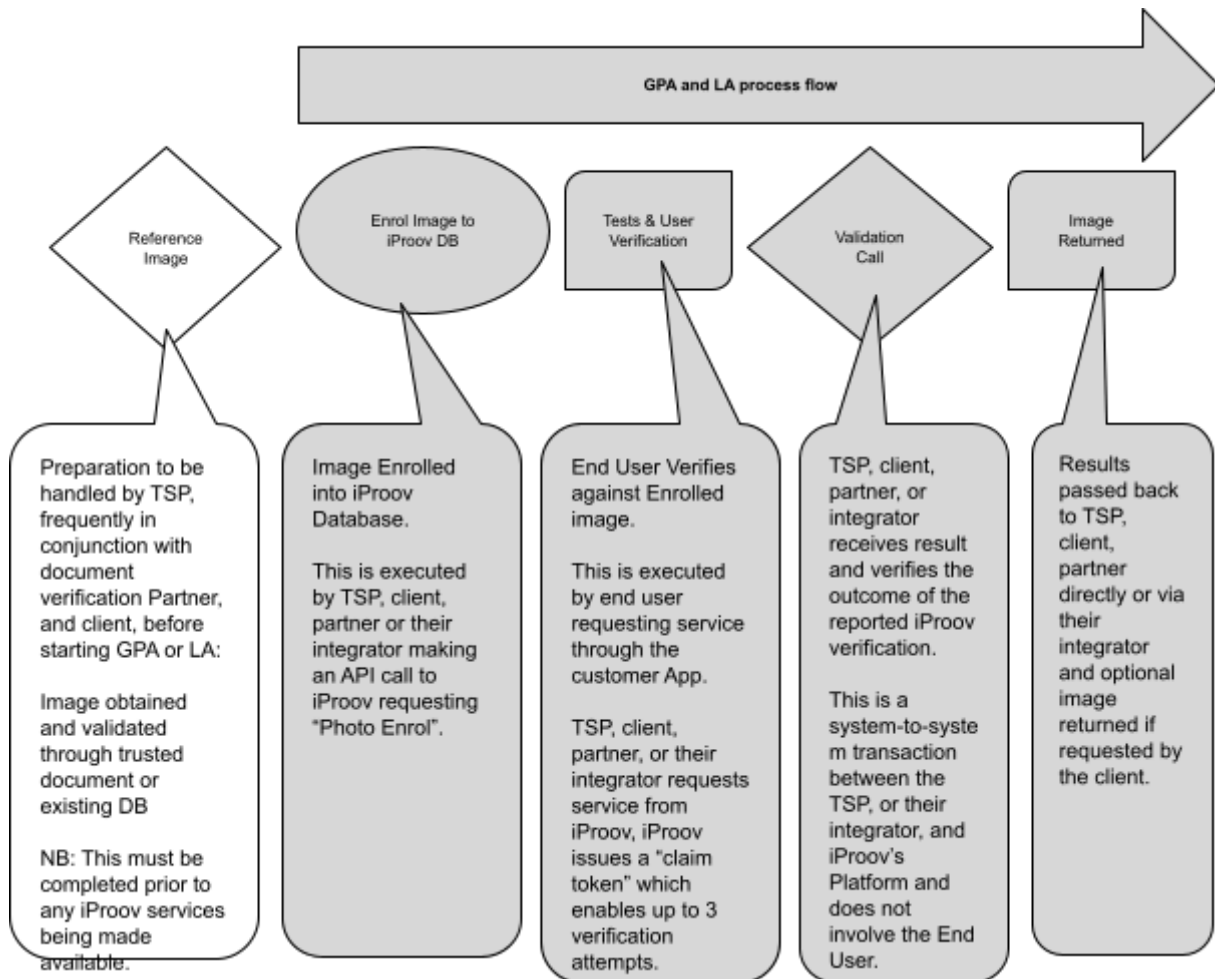 GPA and LA process flow
Reference
Image
Enrol Image to
iProov DB
Tests & User
Verification
Validation
Call
Image
Returned
Preparation to be
handled by TSP,
frequently in
conjunction with
document
verification Partner,
and client, before
starting GPA or LA:
Image obtained
and validated
through trusted
document or
existing DB
NB: This must be
completed prior to
any iProov services
being made
available.
Image Enrolled
into iProov
Database.
This is executed
by TSP, client,
partner or their
integrator making
an API call to
iProov requesting
“Photo Enrol”.
End User Verifies
against Enrolled
image.
This is executed
by end user
requesting service
through the
customer App.
TSP, client,
partner, or their
integrator requests
service from
iProov, iProov
issues a “claim
token” which
enables up to 3
verification
attempts.
TSP, client,
partner, or
integrator
receives result
and verifies the
outcome of the
reported iProov
verification.
This is a
system-to-syste
m transaction
between the
TSP, or their
integrator, and
iProov’s
Platform and
does not
involve the End
User.
Results
passed back
to TSP,
client,
partner
directly or via
their
integrator
and optional
image
returned if
requested by
the client.